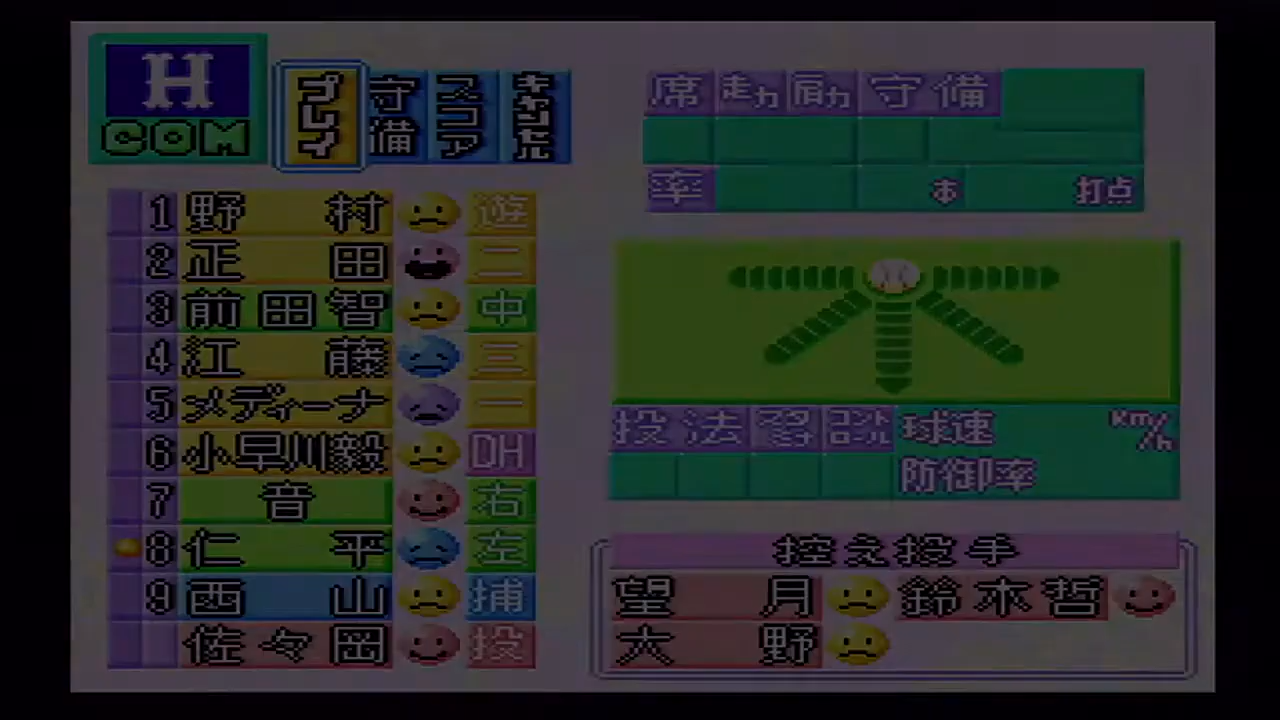 H
COM
プレイ
守備
スコア
キャンセル
1 野村 遊
2 正田 二
3 前田智 中
4 江藤 三
5 メディーナ 一
6 小早川毅 DH
7 音 右
8 仁平 左
9 西山 捕
佐々岡 投
席 走力 肩力 守備
率 本 打点
投法 スタミナ コントロール 球速 Km/h
防御率
控え投手
望月 鈴木哲
大野